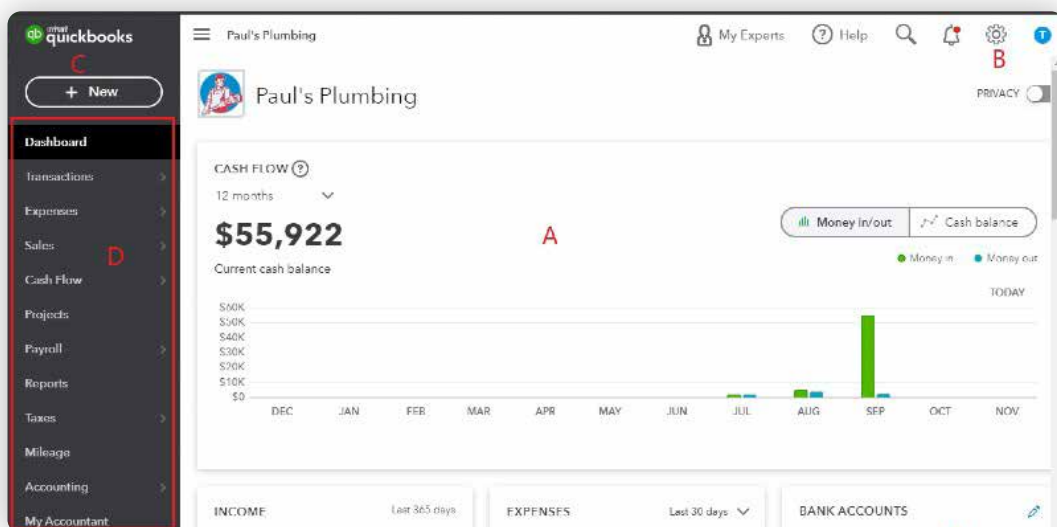 intuit
quickbooks
Paul's Plumbing
My Experts
Help
B
C
+ New
Paul's Plumbing
PRIVACY
Dashboard
Transactions
Expenses
Sales
D
Cash Flow
Projects
Payroll
Reports
Taxes
Mileage
Accounting
My Accountant
CASH FLOW
12 months
$55,922
A
Money in/out
Cash balance
Current cash balance
Money in
Money out
TODAY
$60K
$50K
$40K
$30K
$20K
$10K
$0
DEC JAN FEB MAR APR MAY JUN JUL AUG SEP OCT NOV
INCOME
Last 365 days
EXPENSES
Last 30 days
BANK ACCOUNTS
qb
T